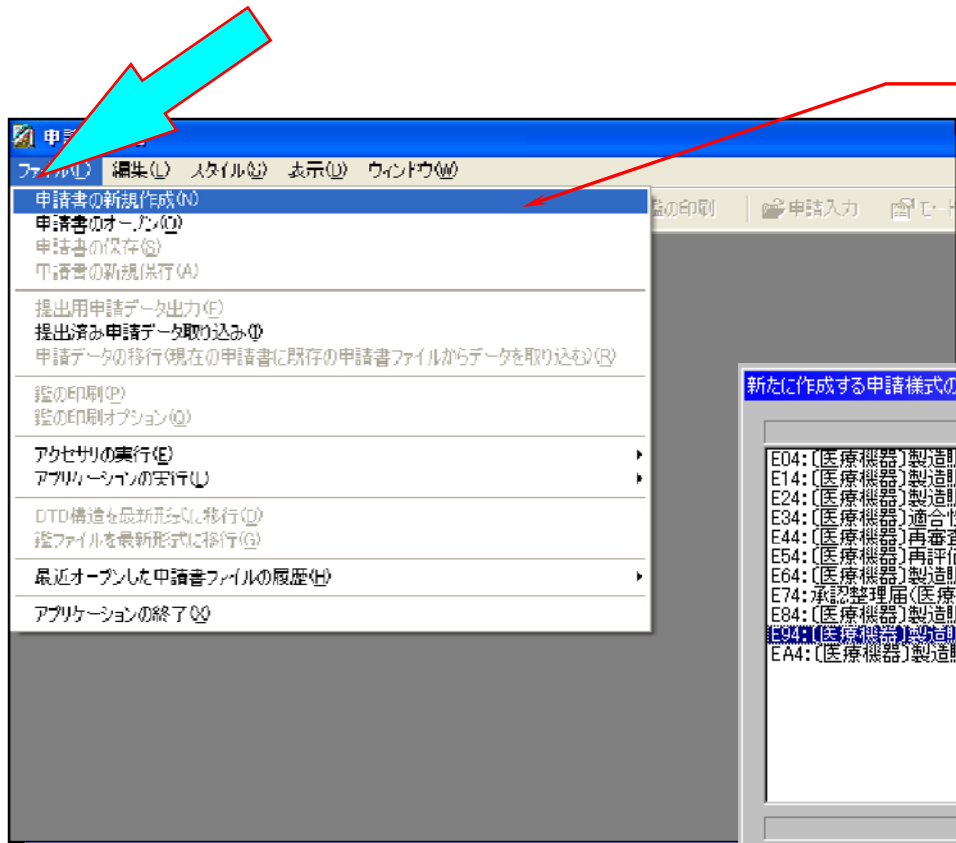 申
ファイル(F) 編集(L) スタイル(Y) 表示(U) ウィンドウ(W)
申請書の新規作成(N)
申請書のオープン(O)
申請書の保存(S)
申請書の新規保存(A)
提出用申請データ出力(F)
提出済み申請データ取り込み(I)
申請データの移行(現在の申請書に既存の申請書ファイルからデータを取り込む)(R)
鑑の印刷(P)
鑑の印刷オプション(Q)
アクセサリの実行(E)
アプリケーションの実行(L)
DTD構造を最新形式に移行(D)
鑑ファイルを最新形式に移行(G)
最近オープンした申請書ファイルの履歴(H)
アプリケーションの終了(X)
の印刷 申請入力 モード
新たに作成する申請様式の
E04:〔医療機器〕製造
E14:〔医療機器〕製造
E24:〔医療機器〕製造
E34:〔医療機器〕適合
E44:〔医療機器〕再審
E54:〔医療機器〕再評
E64:〔医療機器〕製造
E74:承認整理届(医療
E84:〔医療機器〕製造
E94:〔医療機器〕製造
EA4:〔医療機器〕製造